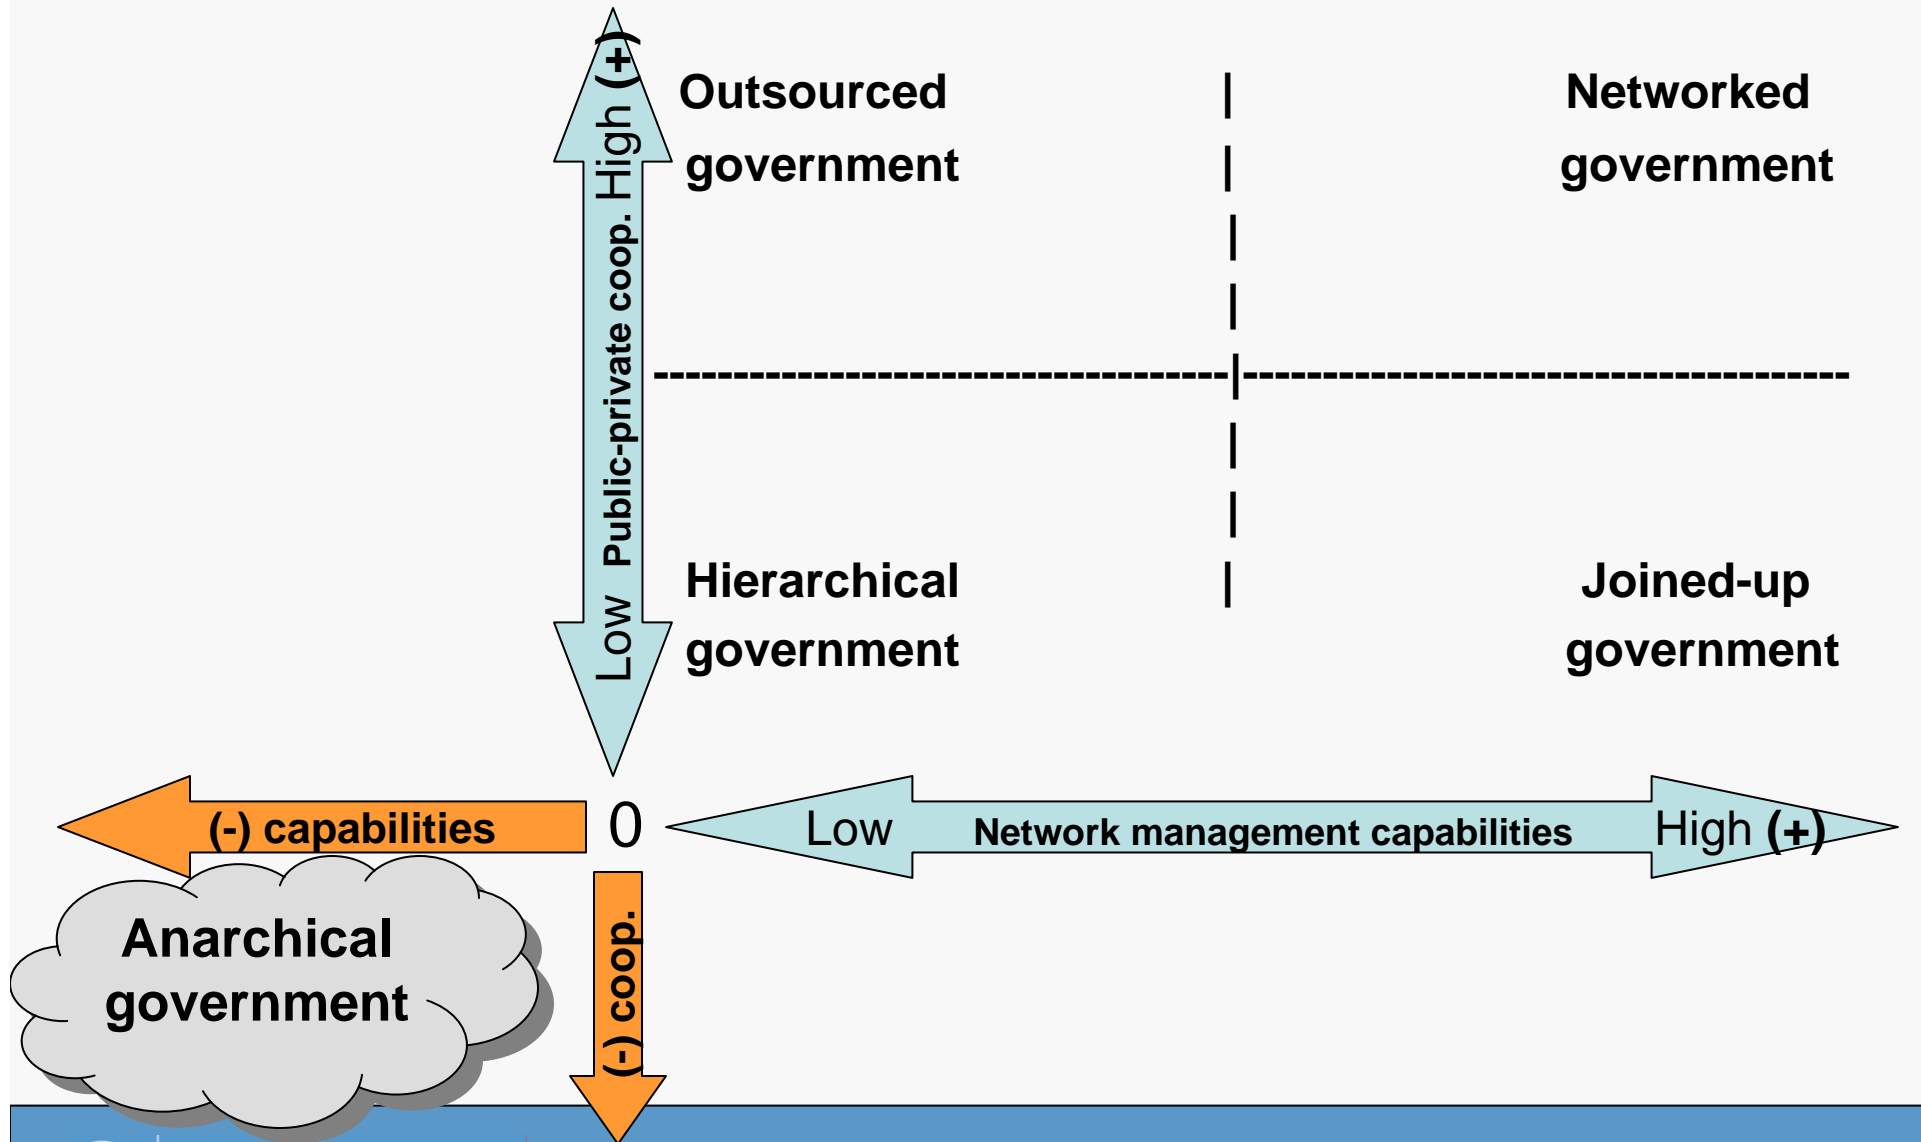 Outsourced
government
Networked
government
Low Public-private coop. High (+)
Hierarchical
government
Joined-up
government
(-) capabilities
0
Low Network management capabilities High (+)
(-) coop.
Anarchical
government